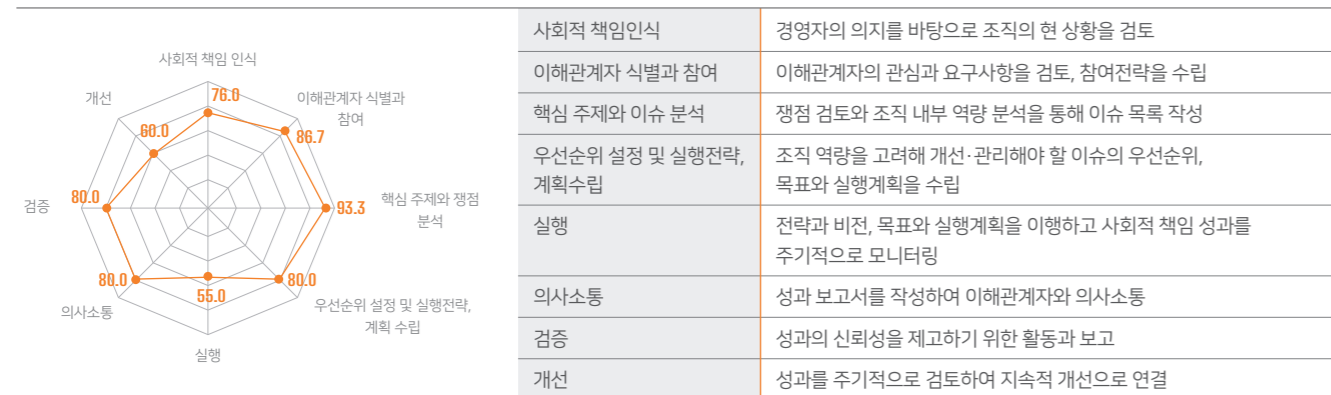 사회적 책임 인식
76.0
이해관계자 식별과
참여
86.7
핵심 주제와 쟁점
분석
93.3
우선순위 설정 및 실행전략,
계획 수립
80.0
실행
55.0
의사소통
80.0
검증
80.0
개선
60.0
사회적 책임인식
경영자의 의지를 바탕으로 조직의 현 상황을 검토
이해관계자 식별과 참여
이해관계자의 관심과 요구사항을 검토, 참여전략을 수립
핵심 주제와 이슈 분석
쟁점 검토와 조직 내부 역량 분석을 통해 이슈 목록 작성
우선순위 설정 및 실행전략,
계획수립
조직 역량을 고려해 개선·관리해야 할 이슈의 우선순위,
목표와 실행계획을 수립
실행
전략과 비전, 목표와 실행계획을 이행하고 사회적 책임 성과를
주기적으로 모니터링
의사소통
성과 보고서를 작성하여 이해관계자와 의사소통
검증
성과의 신뢰성을 제고하기 위한 활동과 보고
개선
성과를 주기적으로 검토하여 지속적 개선으로 연결